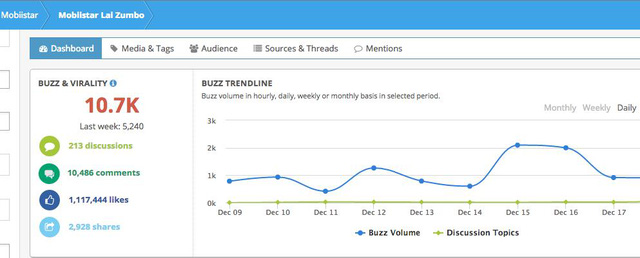 Mobiistar
Mobiistar Lai Zumbo
Dashboard
Media & Tags
Audience
Sources & Threads
Mentions
BUZZ & VIRALITY
10.7K
Last week: 5,240
213 discussions
10,486 comments
1,117,444 likes
2,928 shares
BUZZ TRENDLINE
Buzz volume in hourly, daily, weekly or monthly basis in selected period.
Monthly Weekly Daily
3k
2k
1k
0k
Dec 09 Dec 10 Dec 11 Dec 12 Dec 13 Dec 14 Dec 15 Dec 16 Dec 17
Buzz Volume Discussion Topics